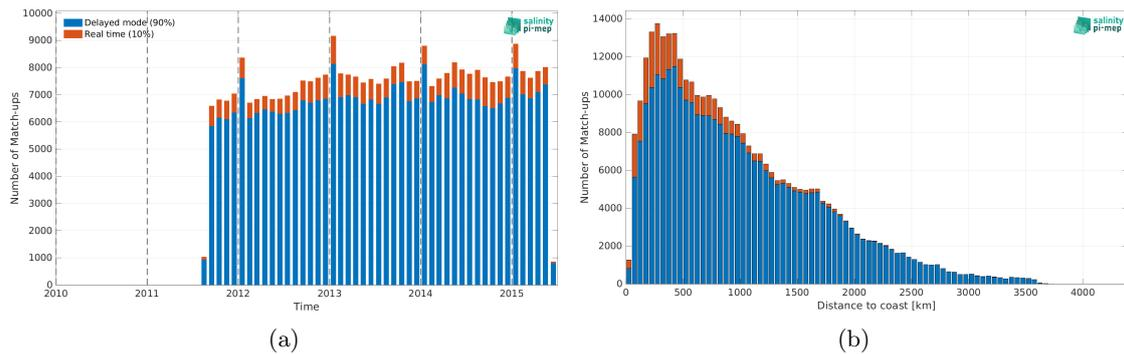 10000
9000
8000
7000
6000
5000
4000
3000
2000
1000
0
Number of Match-ups
Delayed mode (90%)
Real time (10%)
salinity
pi-mep
2010 2011 2012 2013 2014 2015
Time
(a)
14000
12000
10000
8000
6000
4000
2000
0
Number of Match-ups
salinity
pi-mep
0 500 1000 1500 2000 2500 3000 3500 4000
Distance to coast [km]
(b)